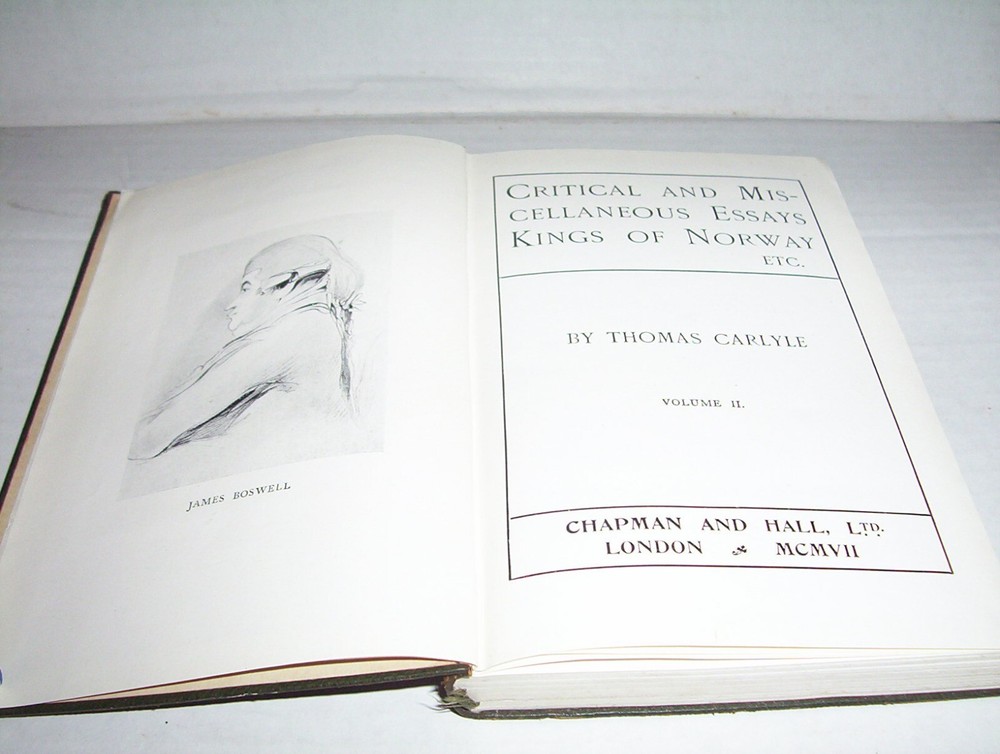 JAMES BOSWELL
CRITICAL AND MIS-
CELLANEOUS ESSAYS
KINGS OF NORWAY
ETC.
BY THOMAS CARLYLE
VOLUME II.
CHAPMAN AND HALL, LTD.
LONDON MCMVII